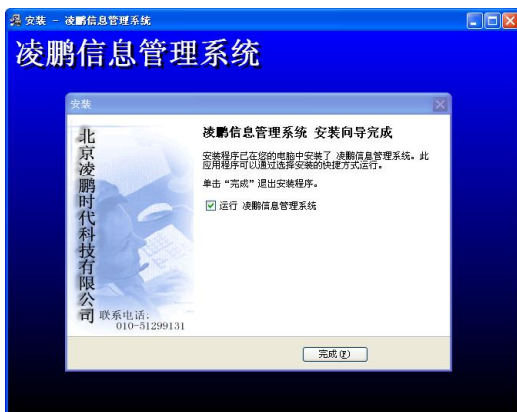 安装 - 凌鹏信息管理系统
凌鹏信息管理系统
安装
北京凌鹏时代科技有限公司
联系电话:
010-51299131
凌鹏信息管理系统 安装向导完成
安装程序已在您的电脑中安装了 凌鹏信息管理系统。此
应用程序可以通过选择安装的快捷方式运行。
单击“完成”退出安装程序。
运行 凌鹏信息管理系统
完成(F)